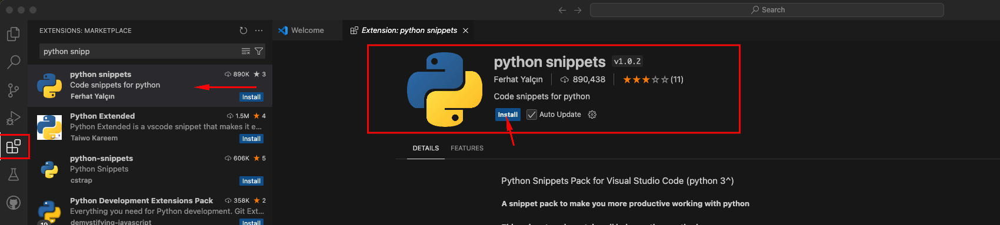 Search
EXTENSIONS: MARKETPLACE
python snipp
python snippets
890K ★ 3
Code snippets for python
Ferhat Yalçın
Install
Python Extended
1.5M ★ 4
Python Extended is a vscode snippet that makes it e...
Taiwo Kareem
Install
python-snippets
606K ★ 5
Python Snippets
cstrap
Install
Python Development Extensions Pack
358K ★ 2
Everything you need for Python development. Git Ext...
demystifying-javascript
Install
Welcome
Extension: python snippets
python snippets v1.0.2
Ferhat Yalçın
890,438
★★★☆☆ (11)
Code snippets for python
Install
Auto Update
DETAILS
FEATURES
Python Snippets Pack for Visual Studio Code (python 3^)
A snippet pack to make you more productive working with python